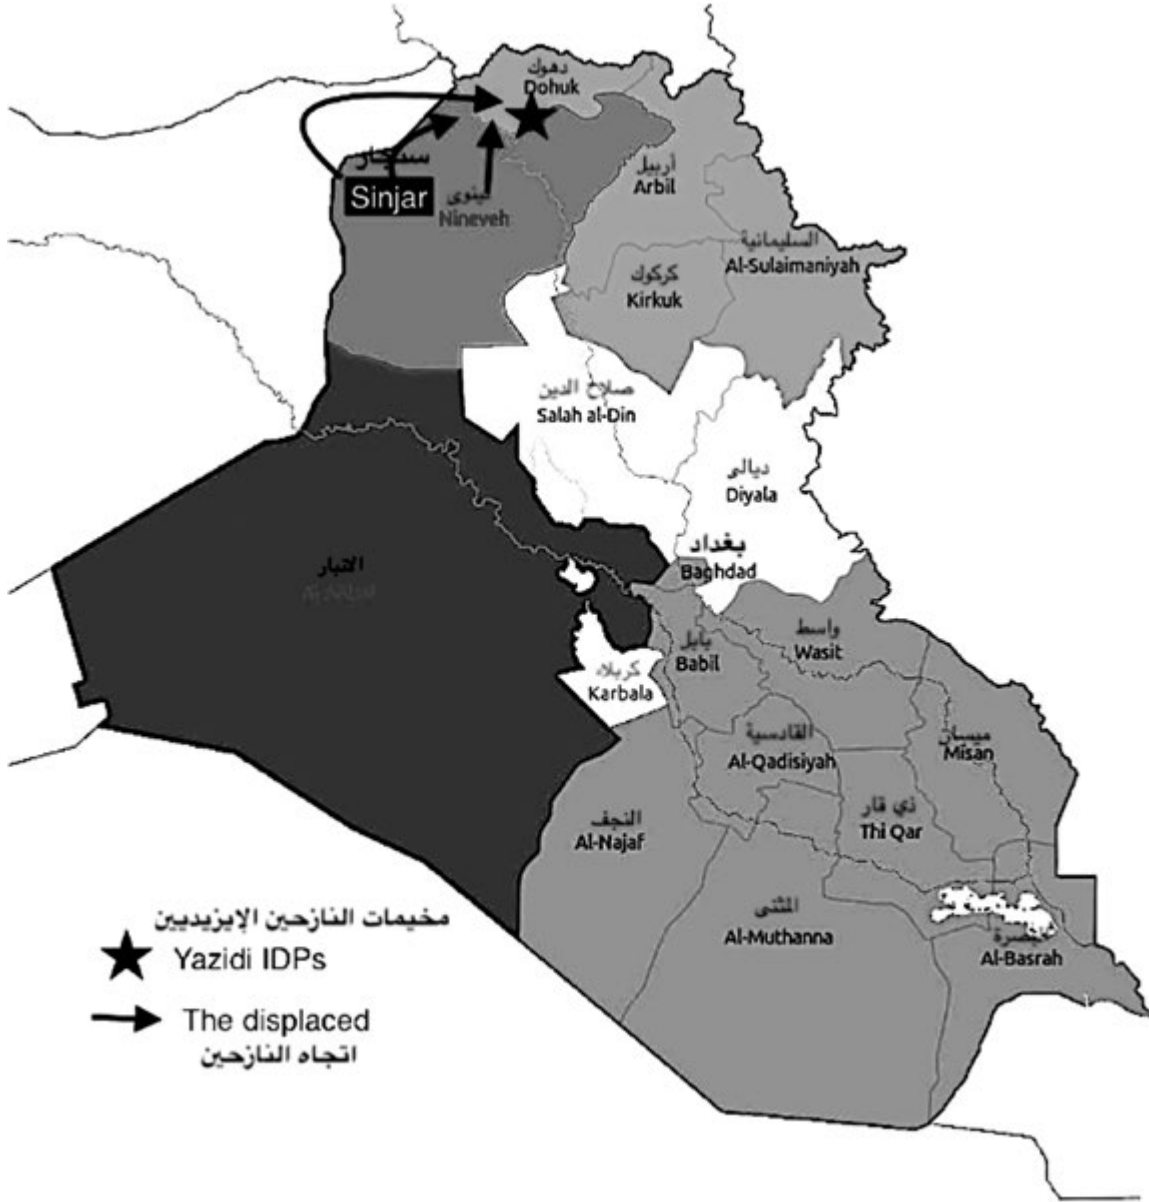 دهوك
Dohuk
سنجار
Sinjar
نينوى
Nineveh
أربيل
Arbil
السليمانية
Al-Sulaimaniyah
كركوك
Kirkuk
صلاح الدين
Salah al-Din
ديالى
Diyala
بغداد
Baghdad
الانبار
واسط
Wasit
بابل
Babil
كربلاء
Karbala
القادسية
Al-Qadisiyah
ميسان
Misan
ذي قار
Thi Qar
النجف
Al-Najaf
المثنى
Al-Muthanna
Al-Basrah
مخيمات النازحين الإيزيديين
Yazidi IDPs
The displaced
اتجاه النازحين